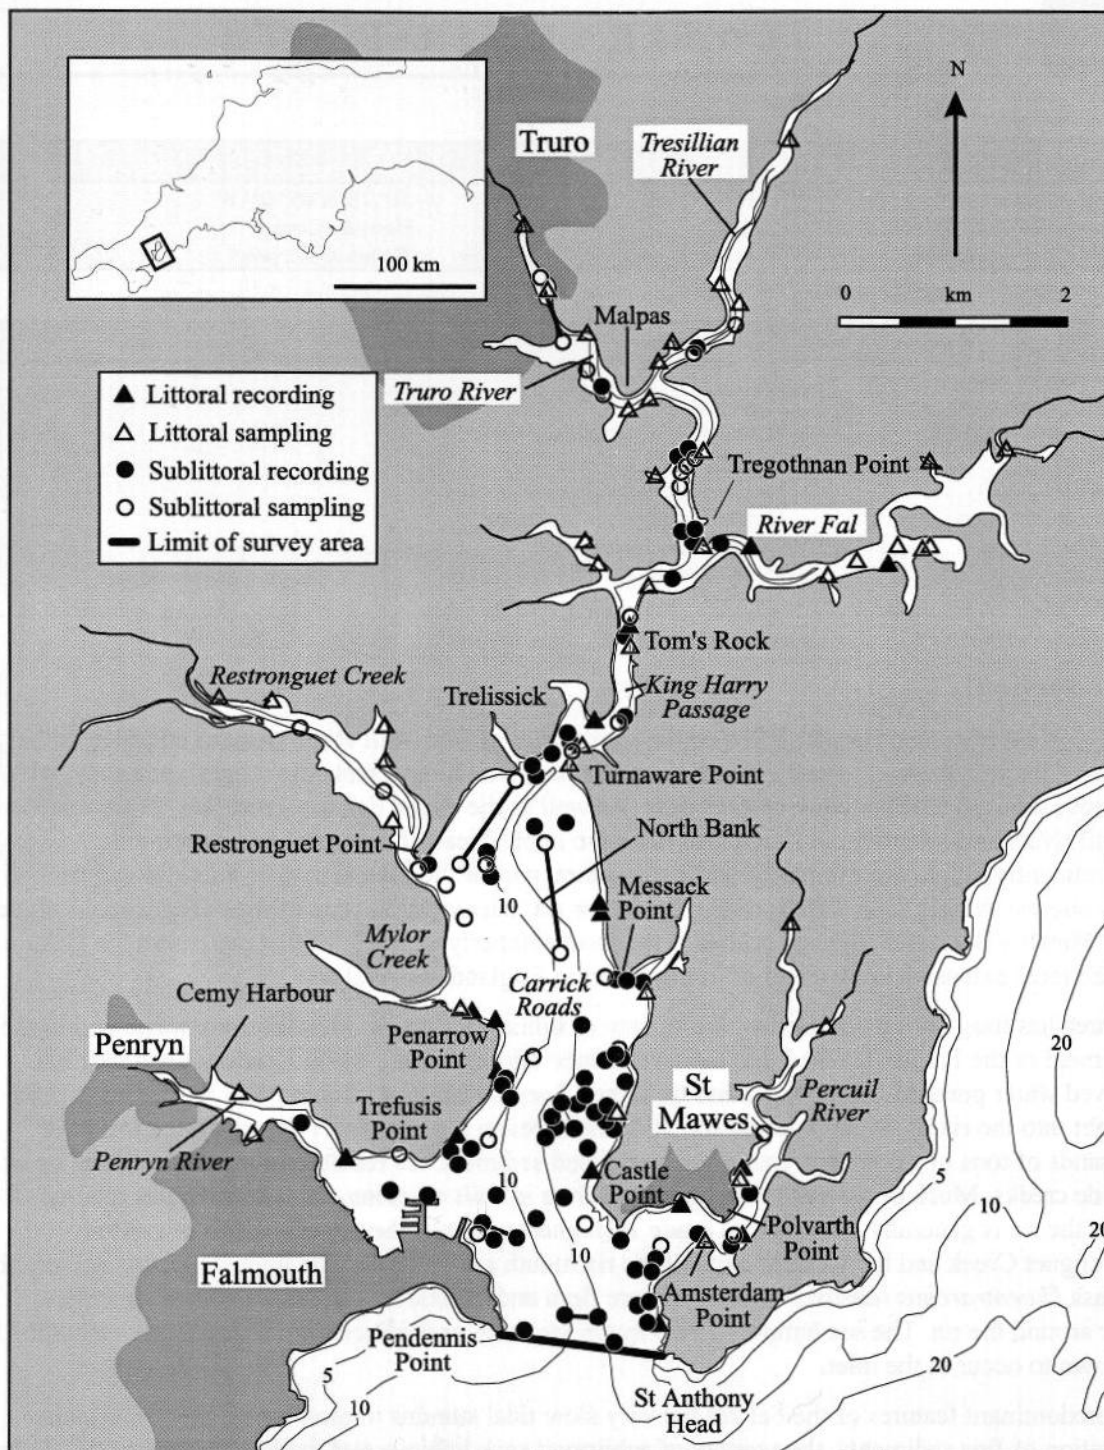 N
Truro
Tresillian
River
100 km
0 km 2
Malpas
Truro River
Littoral recording
Littoral sampling
Sublittoral recording
Sublittoral sampling
Limit of survey area
Tregothnan Point
River Fal
Tom's Rock
Restronguet Creek
King Harry
Passage
Trelissick
Turnaware Point
North Bank
Restronguet Point
10
Messack
Point
Mylor
Creek
Carrick
Roads
Cemy Harbour
Penarrow
Point
Penryn
St
Mawes
Percuil
River
20
Trefusis
Point
Penryn River
10
Castle
Point
5
10
20
Polvarth
Point
10
Falmouth
Amsterdam
Point
Pendennis
Point
5
10
20
St Anthony
Head